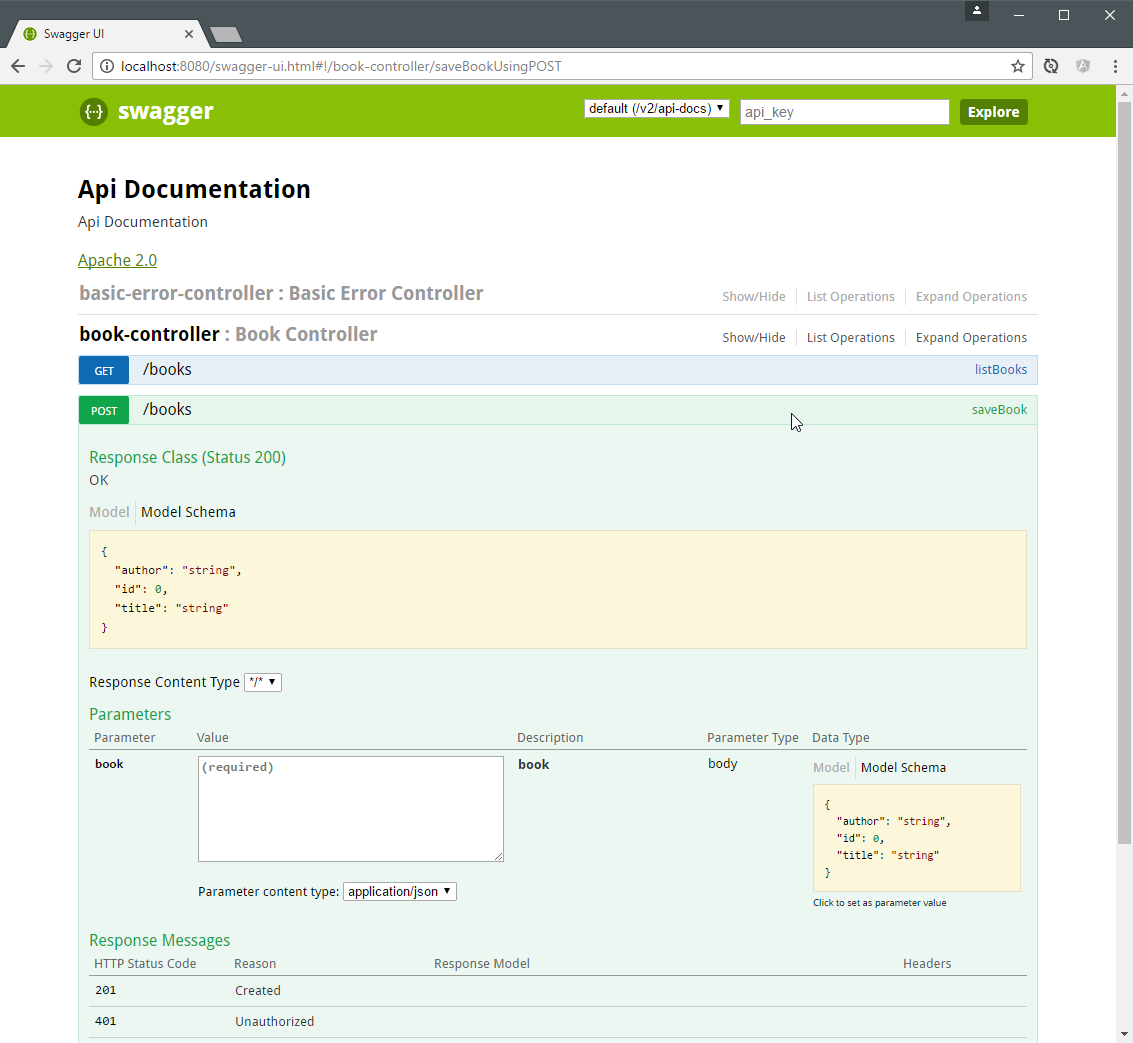 Swagger UI
localhost:8080/swagger-ui.html#!/book-controller/saveBookUsingPOST
{··} swagger default (/v2/api-docs) api_key Explore
Api Documentation
Api Documentation
Apache 2.0
basic-error-controller : Basic Error Controller Show/Hide List Operations Expand Operations
book-controller : Book Controller Show/Hide List Operations Expand Operations
GET /books listBooks
POST /books saveBook
Response Class (Status 200)
OK
Model Model Schema
{
"author": "string",
"id": 0,
"title": "string"
}
Response Content Type */*
Parameters
Parameter Value Description Parameter Type Data Type
book (required) book body Model Model Schema
{
"author": "string",
"id": 0,
"title": "string"
}
Parameter content type: application/json
Click to set as parameter value
Response Messages
HTTP Status Code Reason Response Model Headers
201 Created
401 Unauthorized